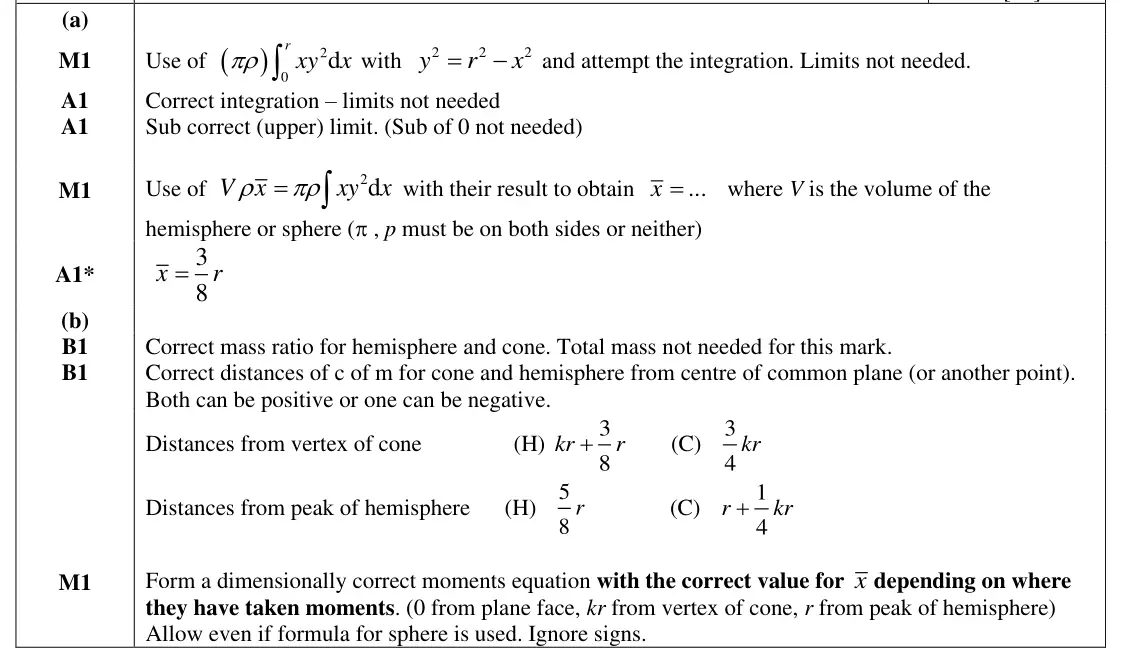 (a)
M1 Use of (πρ)∫₀ʳ xy²dx with y² = r² − x² and attempt the integration. Limits not needed.
A1 Correct integration – limits not needed
A1 Sub correct (upper) limit. (Sub of 0 not needed)
M1 Use of Vρx̅ = πρ∫xy²dx with their result to obtain x̅ = ... where V is the volume of the
hemisphere or sphere (π , p must be on both sides or neither)
A1* x̅ = 3/8 r
(b)
B1 Correct mass ratio for hemisphere and cone. Total mass not needed for this mark.
B1 Correct distances of c of m for cone and hemisphere from centre of common plane (or another point).
Both can be positive or one can be negative.
Distances from vertex of cone (H) kr + 3/8 r (C) 3/4 kr
Distances from peak of hemisphere (H) 5/8 r (C) r + 1/4 kr
M1 Form a dimensionally correct moments equation with the correct value for x̅ depending on where
they have taken moments. (0 from plane face, kr from vertex of cone, r from peak of hemisphere)
Allow even if formula for sphere is used. Ignore signs.